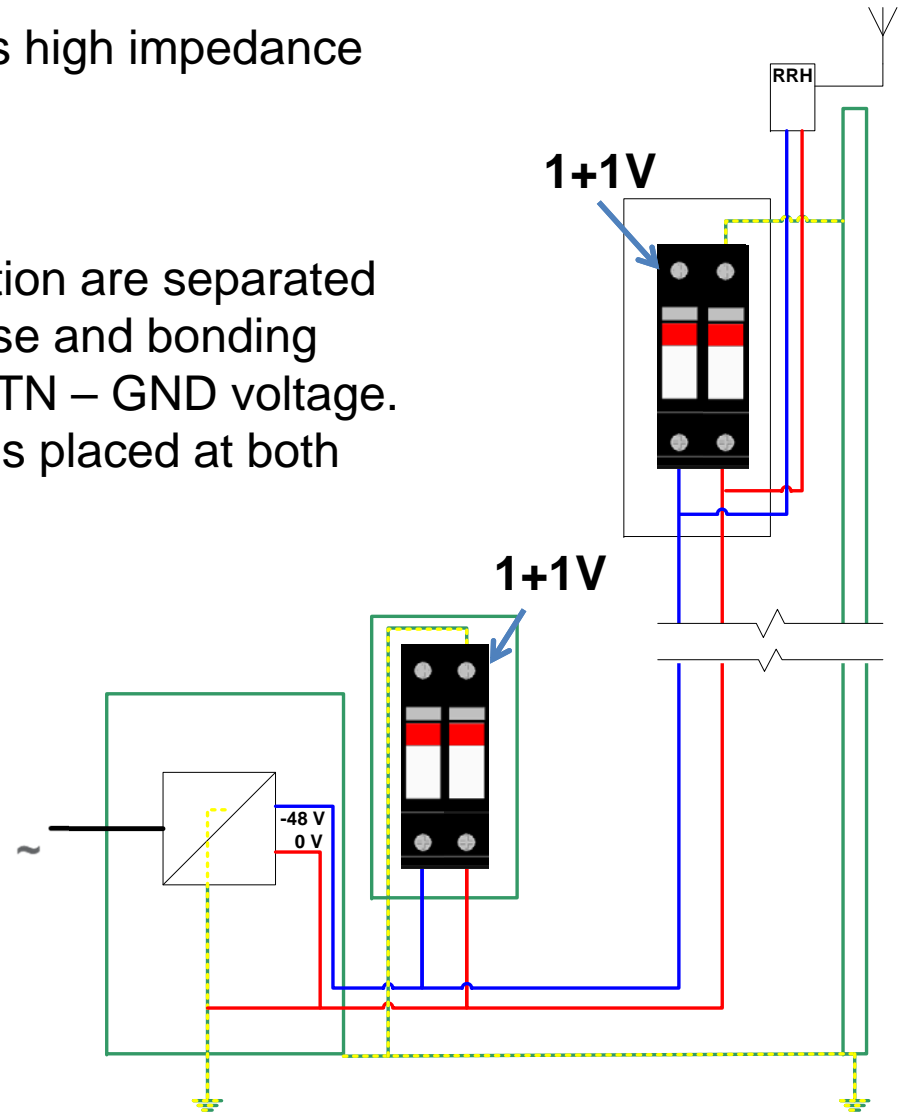 s high impedance
RRH
1+1V
tion are separated
se and bonding
TN – GND voltage.
s placed at both
1+1V
-48 V
0 V
~